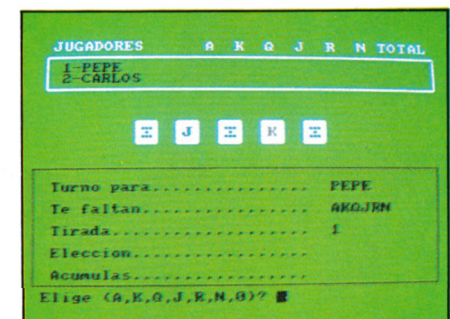 JUGADORES A K Q J R N TOTAL
1-PEPE
2-CARLOS
J K
Turno para................ PEPE
Te faltan................. AKQJRN
Tirada.................... 1
Eleccion..................
Acumulas..................
Elige (A,K,Q,J,R,N,0)?